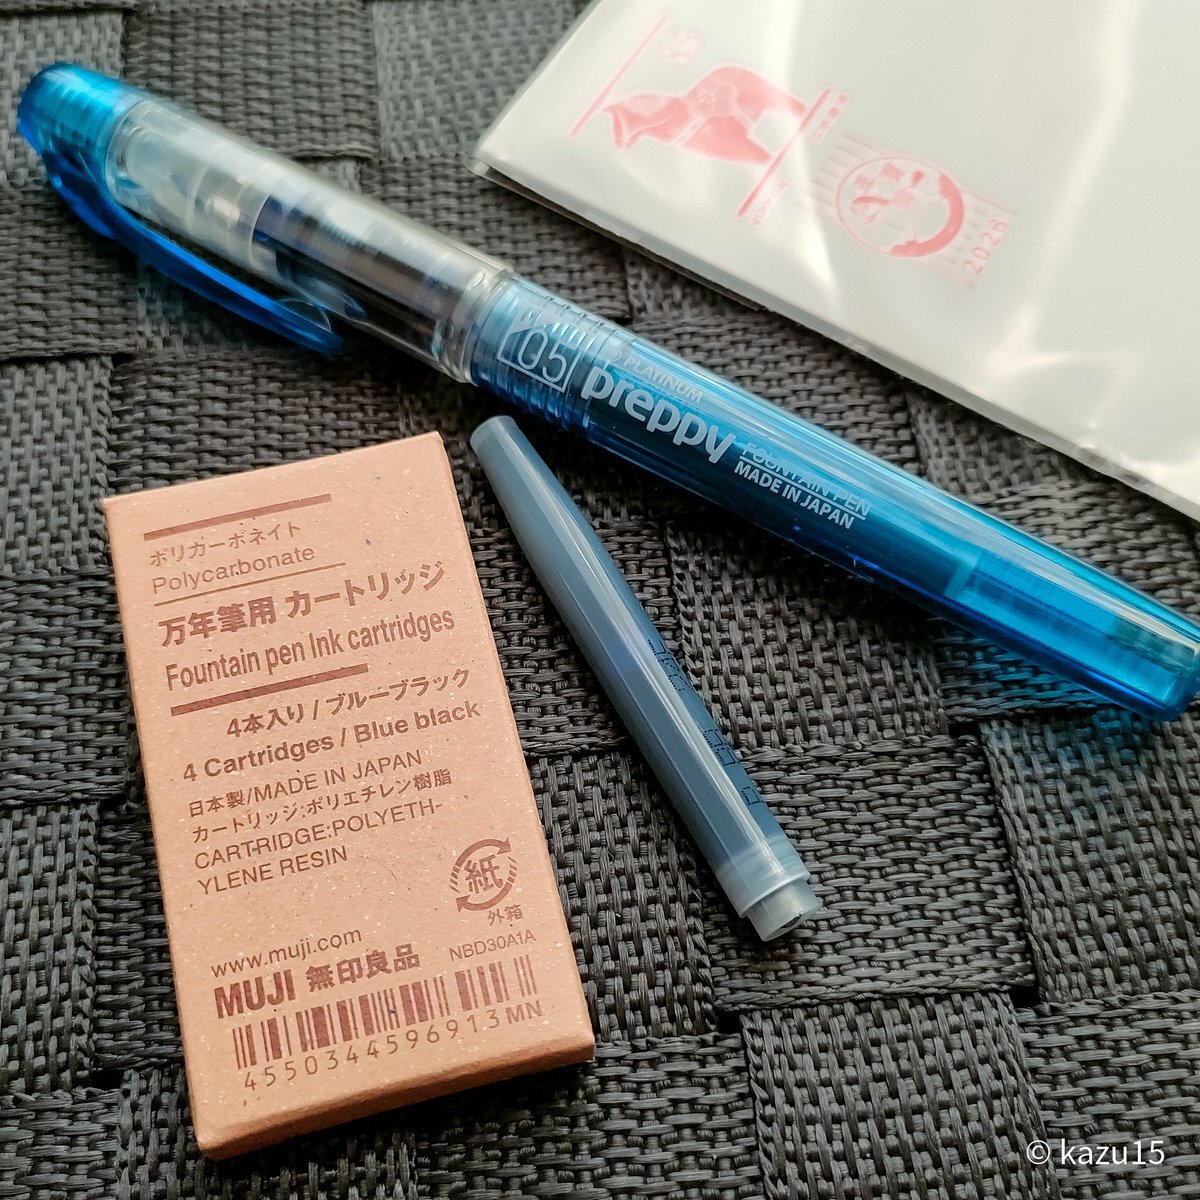 05
PLATINUM
preppy
FOUNTAIN PEN
MADE IN JAPAN
2026
ポリカーボネイト
Polycarbonate
万年筆用 カートリッジ
Fountain pen Ink cartridges
4本入り / ブルーブラック
4 Cartridges / Blue black
日本製/MADE IN JAPAN
カートリッジ:ポリエチレン樹脂
CARTRIDGE:POLYETH-
YLENE RESIN
紙
外箱
www.muji.com
MUJI 無印良品
NBD30A1A
4550344596913MN
© kazu15